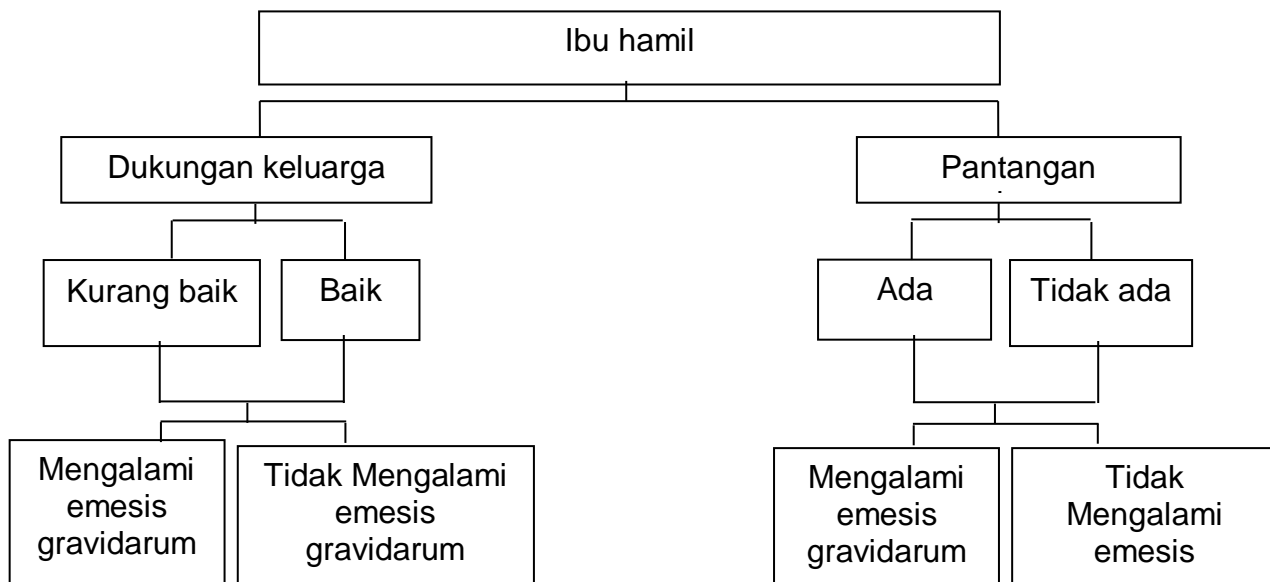 Ibu hamil
Dukungan keluarga
Pantangan
Kurang baik
Baik
Ada
Tidak ada
Mengalami
emesis
gravidarum
Tidak Mengalami
emesis
gravidarum
Mengalami
emesis
gravidarum
Tidak
Mengalami
emesis